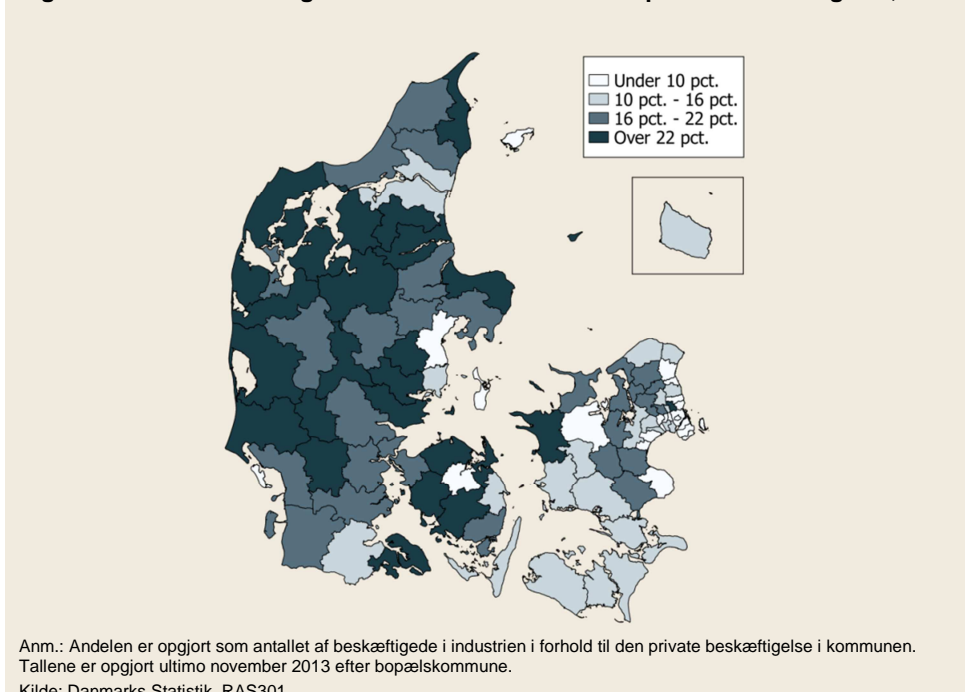 Under 10 pct.
10 pct. - 16 pct.
16 pct. - 22 pct.
Over 22 pct.
Anm.: Andelen er opgjort som antallet af beskæftigede i industrien i forhold til den private beskæftigelse i kommunen.
Tallene er opgjort ultimo november 2013 efter bopælskommune.
Kilde: Danmarks Statistik, RAS301